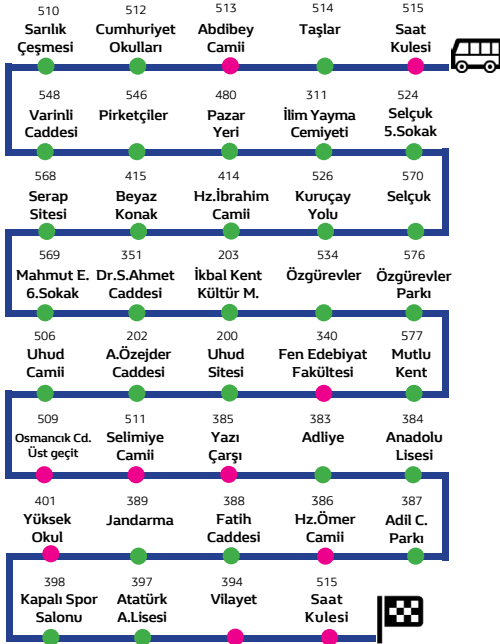 510 512 513 514 515
Sarılık Cumhuriyet Abdibey Taşlar Saat
Çeşmesi Okulları Camii Kulesi
548 546 480 311 524
Varinli Pirketçiler Pazar İlim Yayma Selçuk
Caddesi Yeri Cemiyeti 5.Sokak
568 415 414 526 570
Serap Beyaz Hz.İbrahim Kuruçay Selçuk
Sitesi Konak Camii Yolu
569 351 203 534 576
Mahmut E. Dr.S.Ahmet İkbal Kent Özgürevler Özgürevler
6.Sokak Caddesi Kültür M. Parkı
506 202 200 340 577
Uhud A.Özejder Uhud Fen Edebiyat Mutlu
Camii Caddesi Sitesi Fakültesi Kent
509 511 385 383 384
Osmancık Cd. Selimiye Yazı Adliye Anadolu
Üst geçit Camii Çarşı Lisesi
401 389 388 386 387
Yüksek Jandarma Fatih Hz.Ömer Adil C.
Okul Caddesi Camii Parkı
398 397 394 515
Kapalı Spor Atatürk Vilayet Saat
Salonu A.Lisesi Kulesi